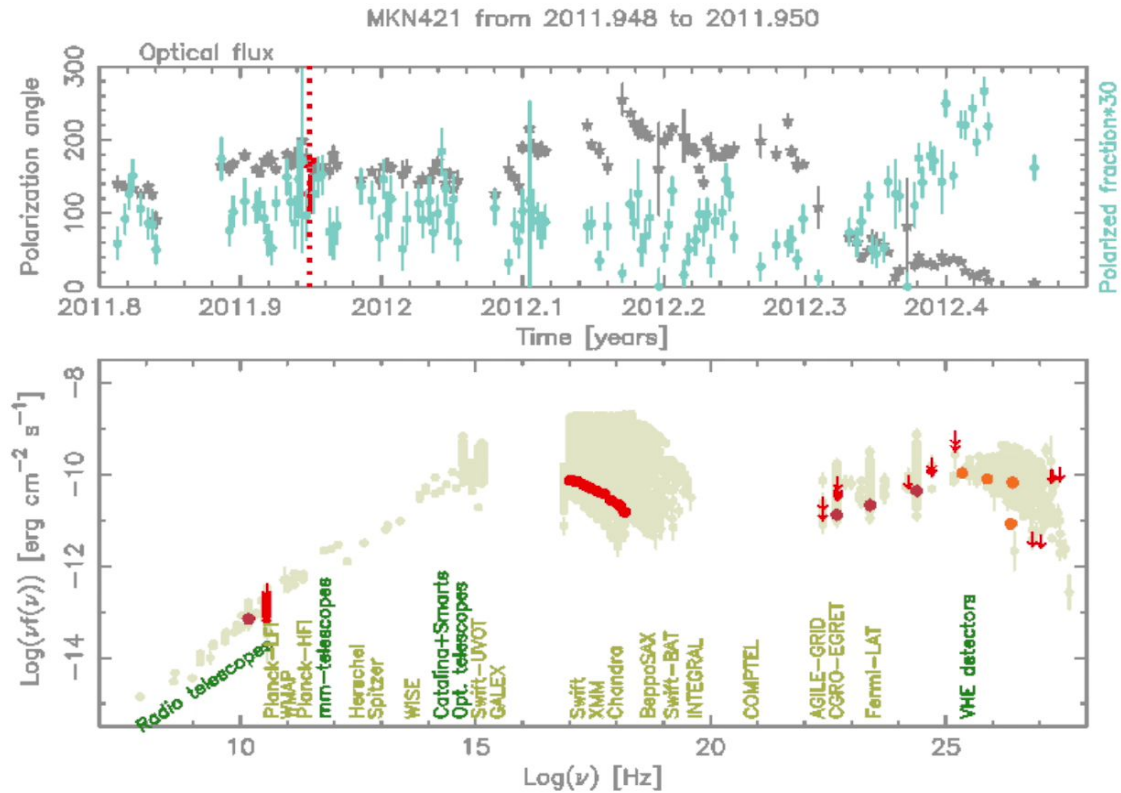 MKN421 from 2011.948 to 2011.950
Optical flux
Polarization angle
300
200
100
0
Polarized fraction*30
2011.8 2011.9 2012 2012.1 2012.2 2012.3 2012.4
Time [years]
Log(νf(ν)) [erg cm⁻² s⁻¹]
−8
−10
−12
−14
Radio telescopes
Planck-LFI
WMAP
Planck-HFI
mm-telescopes
Herschel
Spitzer
WISE
Catalina+Smarts
Opt. telescopes
Swift-UVOT
GALEX
Swift
XMM
Chandra
BeppoSAX
Swift-BAT
INTEGRAL
COMPTEL
AGILE-GRID
CGRO-EGRET
Fermi-LAT
VHE detectors
10 15 20 25
Log(ν) [Hz]